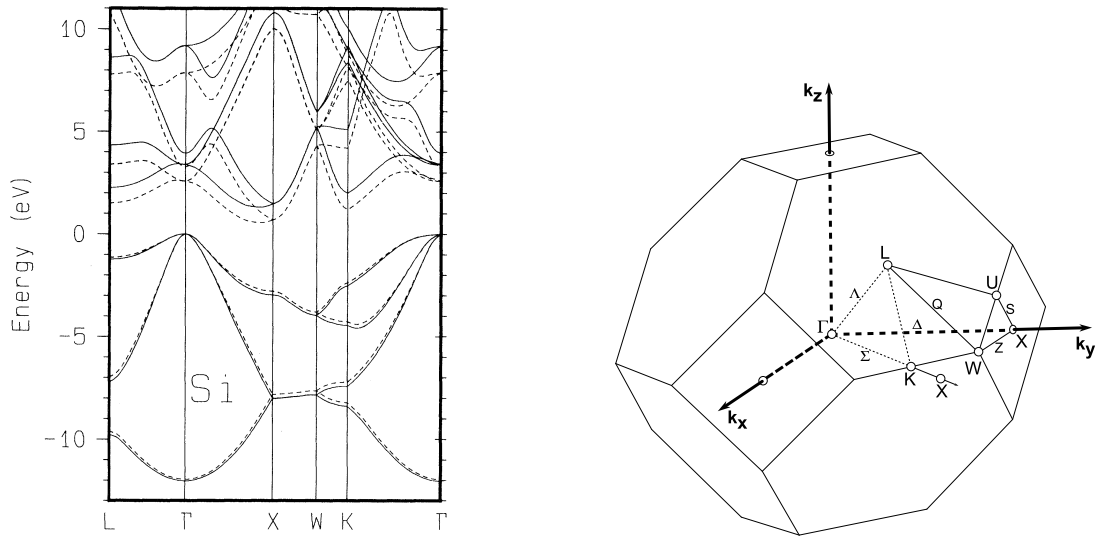 10
5
0
-5
-10
Energy (eV)
Si
L Γ X W K Γ
k_z
L
U
Λ
Q
S
Γ
Δ
X
k_y
Z
Σ
W
K
X
k_x